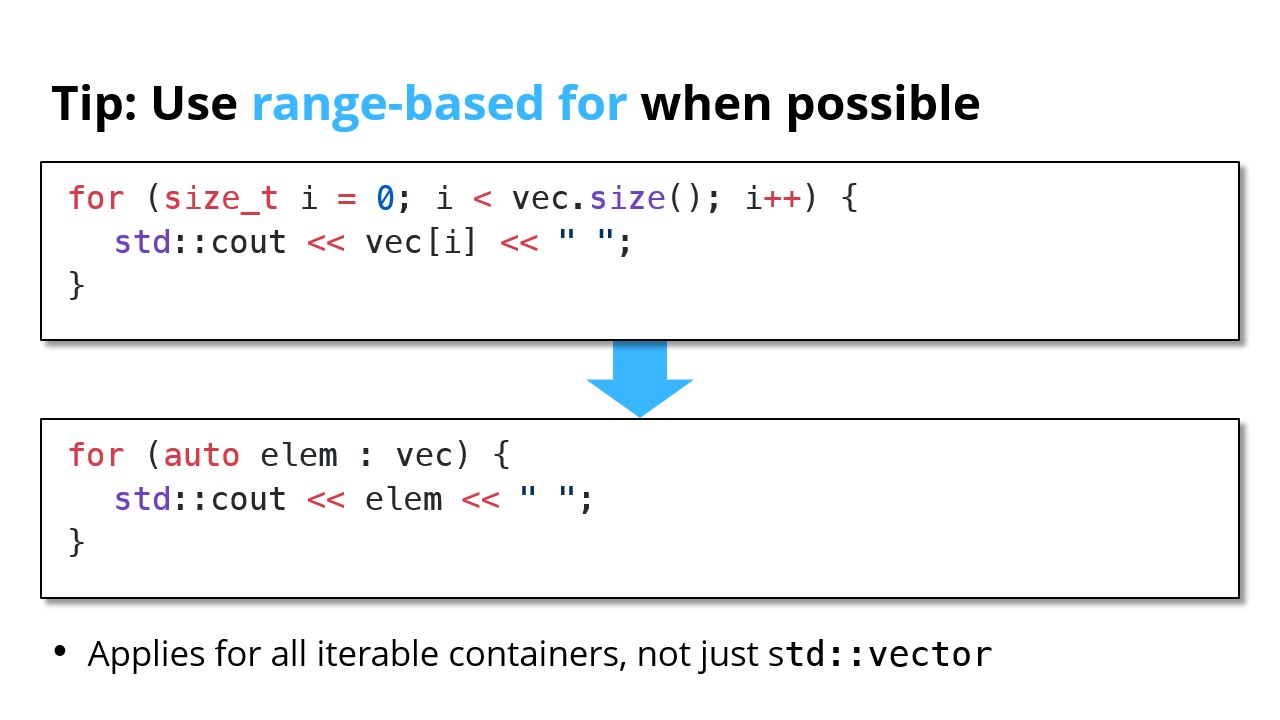 Tip: Use range-based for when possible
for (size_t i = 0; i < vec.size(); i++) {
  std::cout << vec[i] << " ";
}
for (auto elem : vec) {
  std::cout << elem << " ";
}
• Applies for all iterable containers, not just std::vector